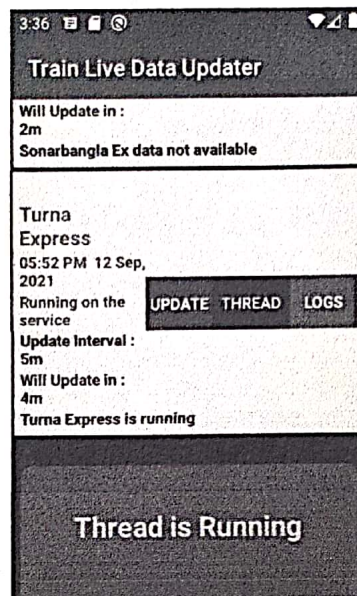 3:36
Train Live Data Updater
Will Update in :
2m
Sonarbangla Ex data not available
Turna
Express
05:52 PM 12 Sep,
2021
Running on the
service
UPDATE THREAD LOGS
Update Interval :
5m
Will Update in :
4m
Turna Express is running
Thread is Running